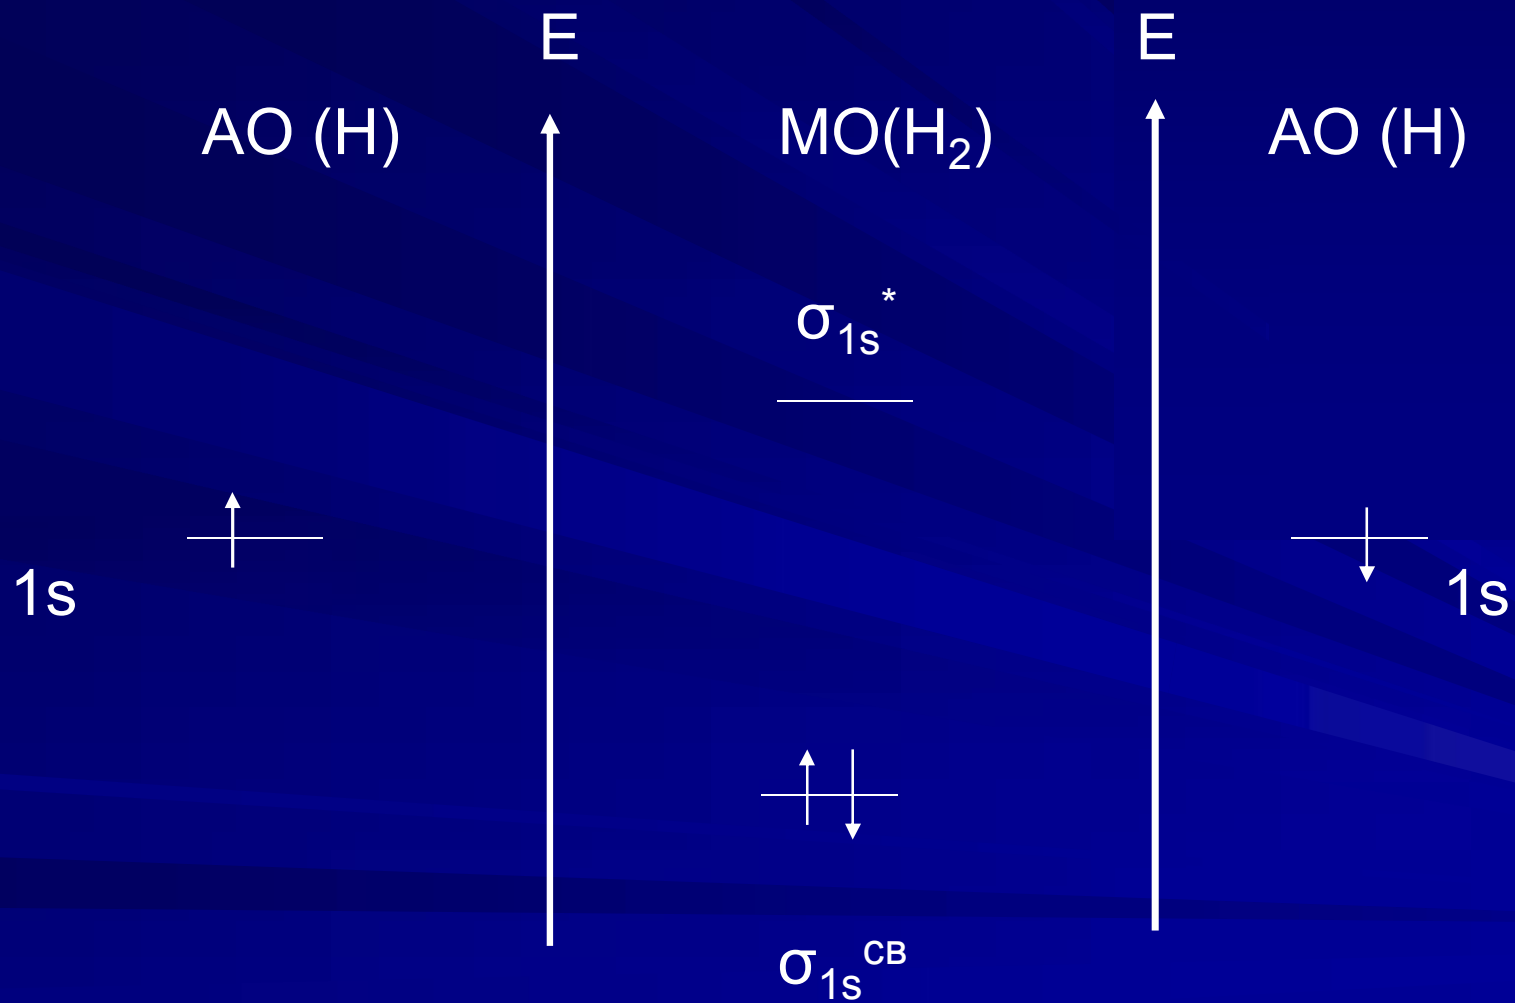 E
E
AO (H)
MO(H₂)
AO (H)
σ₁ₛ*
1s
1s
σ₁ₛᶜᴮ